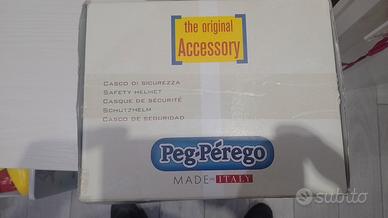 the original
Accessory
CASCO DI SICUREZZA
SAFETY HELMET
CASQUE DE SÉCURITÉ
SCHUTZHELM
CASCO DE SEGURIDAD
Peg-Pérego
MADE IN ITALY
subito